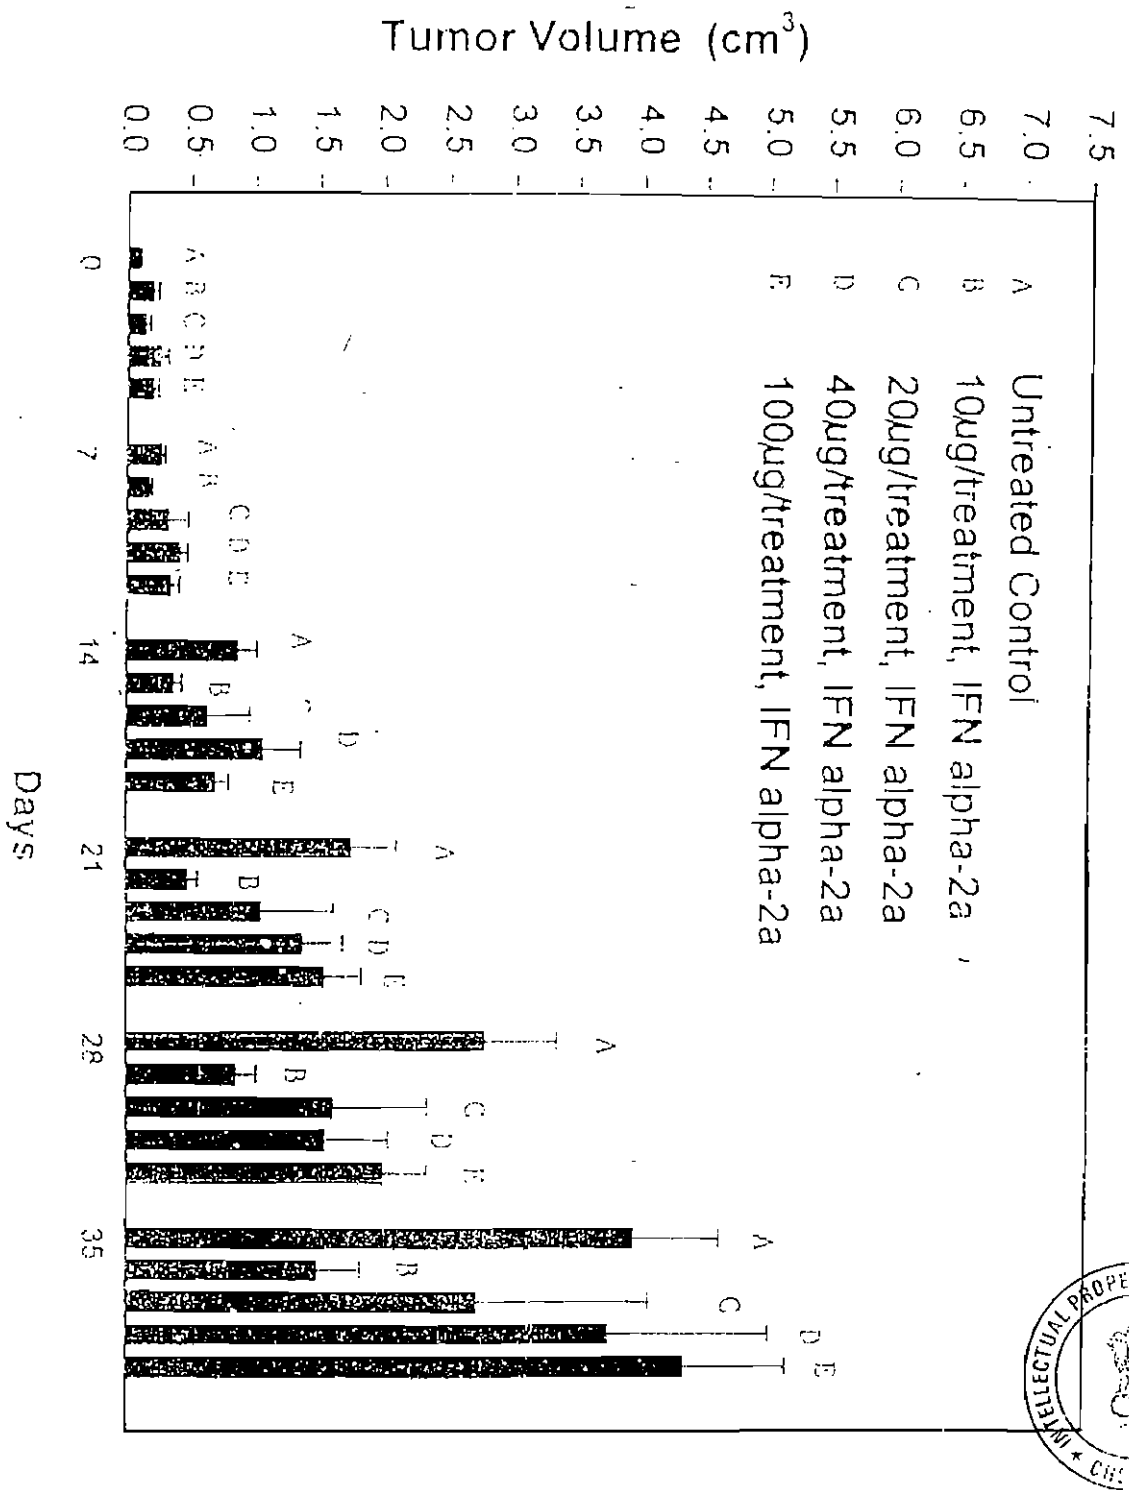 Tumor Volume (cm³)
7.5
7.0
6.5
6.0
5.5
5.0
4.5
4.0
3.5
3.0
2.5
2.0
1.5
1.0
0.5
0.0
A Untreated Control
B 10µg/treatment, IFN alpha-2a
C 20µg/treatment, IFN alpha-2a
D 40µg/treatment, IFN alpha-2a
E 100µg/treatment, IFN alpha-2a
A B C D E
A B C D E
A B D E
A B C D E
A B C D E
A B C D E
0 7 14 21 28 35
Days
INTELLECTUAL